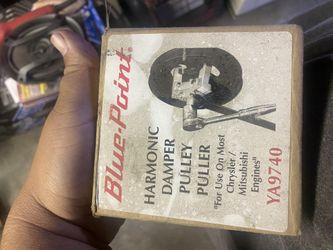 Blue-Point
HARMONIC
DAMPER
PULLEY
PULLER
"For Use On Most
Chrysler /
Mitsubishi
Engines"
YA9740